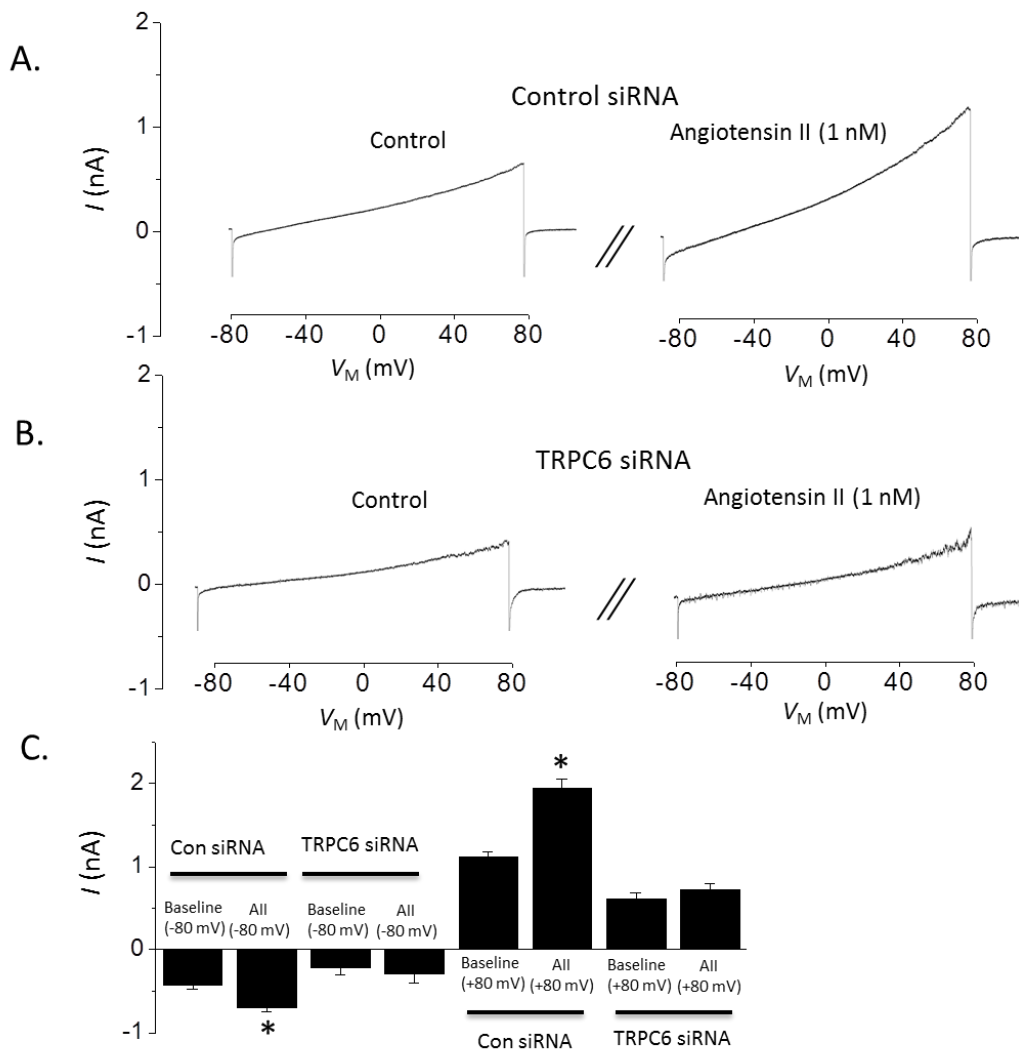 A.
2
1
0
-1
I (nA)
Control siRNA
Control
Angiotensin II (1 nM)
-80 -40 0 40 80
V_M (mV)
-80 -40 0 40 80
V_M (mV)
B.
2
1
0
-1
I (nA)
TRPC6 siRNA
Control
Angiotensin II (1 nM)
-80 -40 0 40 80
V_M (mV)
-80 -40 0 40 80
V_M (mV)
C.
2
1
0
-1
I (nA)
Con siRNA
TRPC6 siRNA
Baseline AII Baseline AII
(-80 mV) (-80 mV) (-80 mV) (-80 mV)
*
*
Baseline AII Baseline AII
(+80 mV) (+80 mV) (+80 mV) (+80 mV)
Con siRNA
TRPC6 siRNA